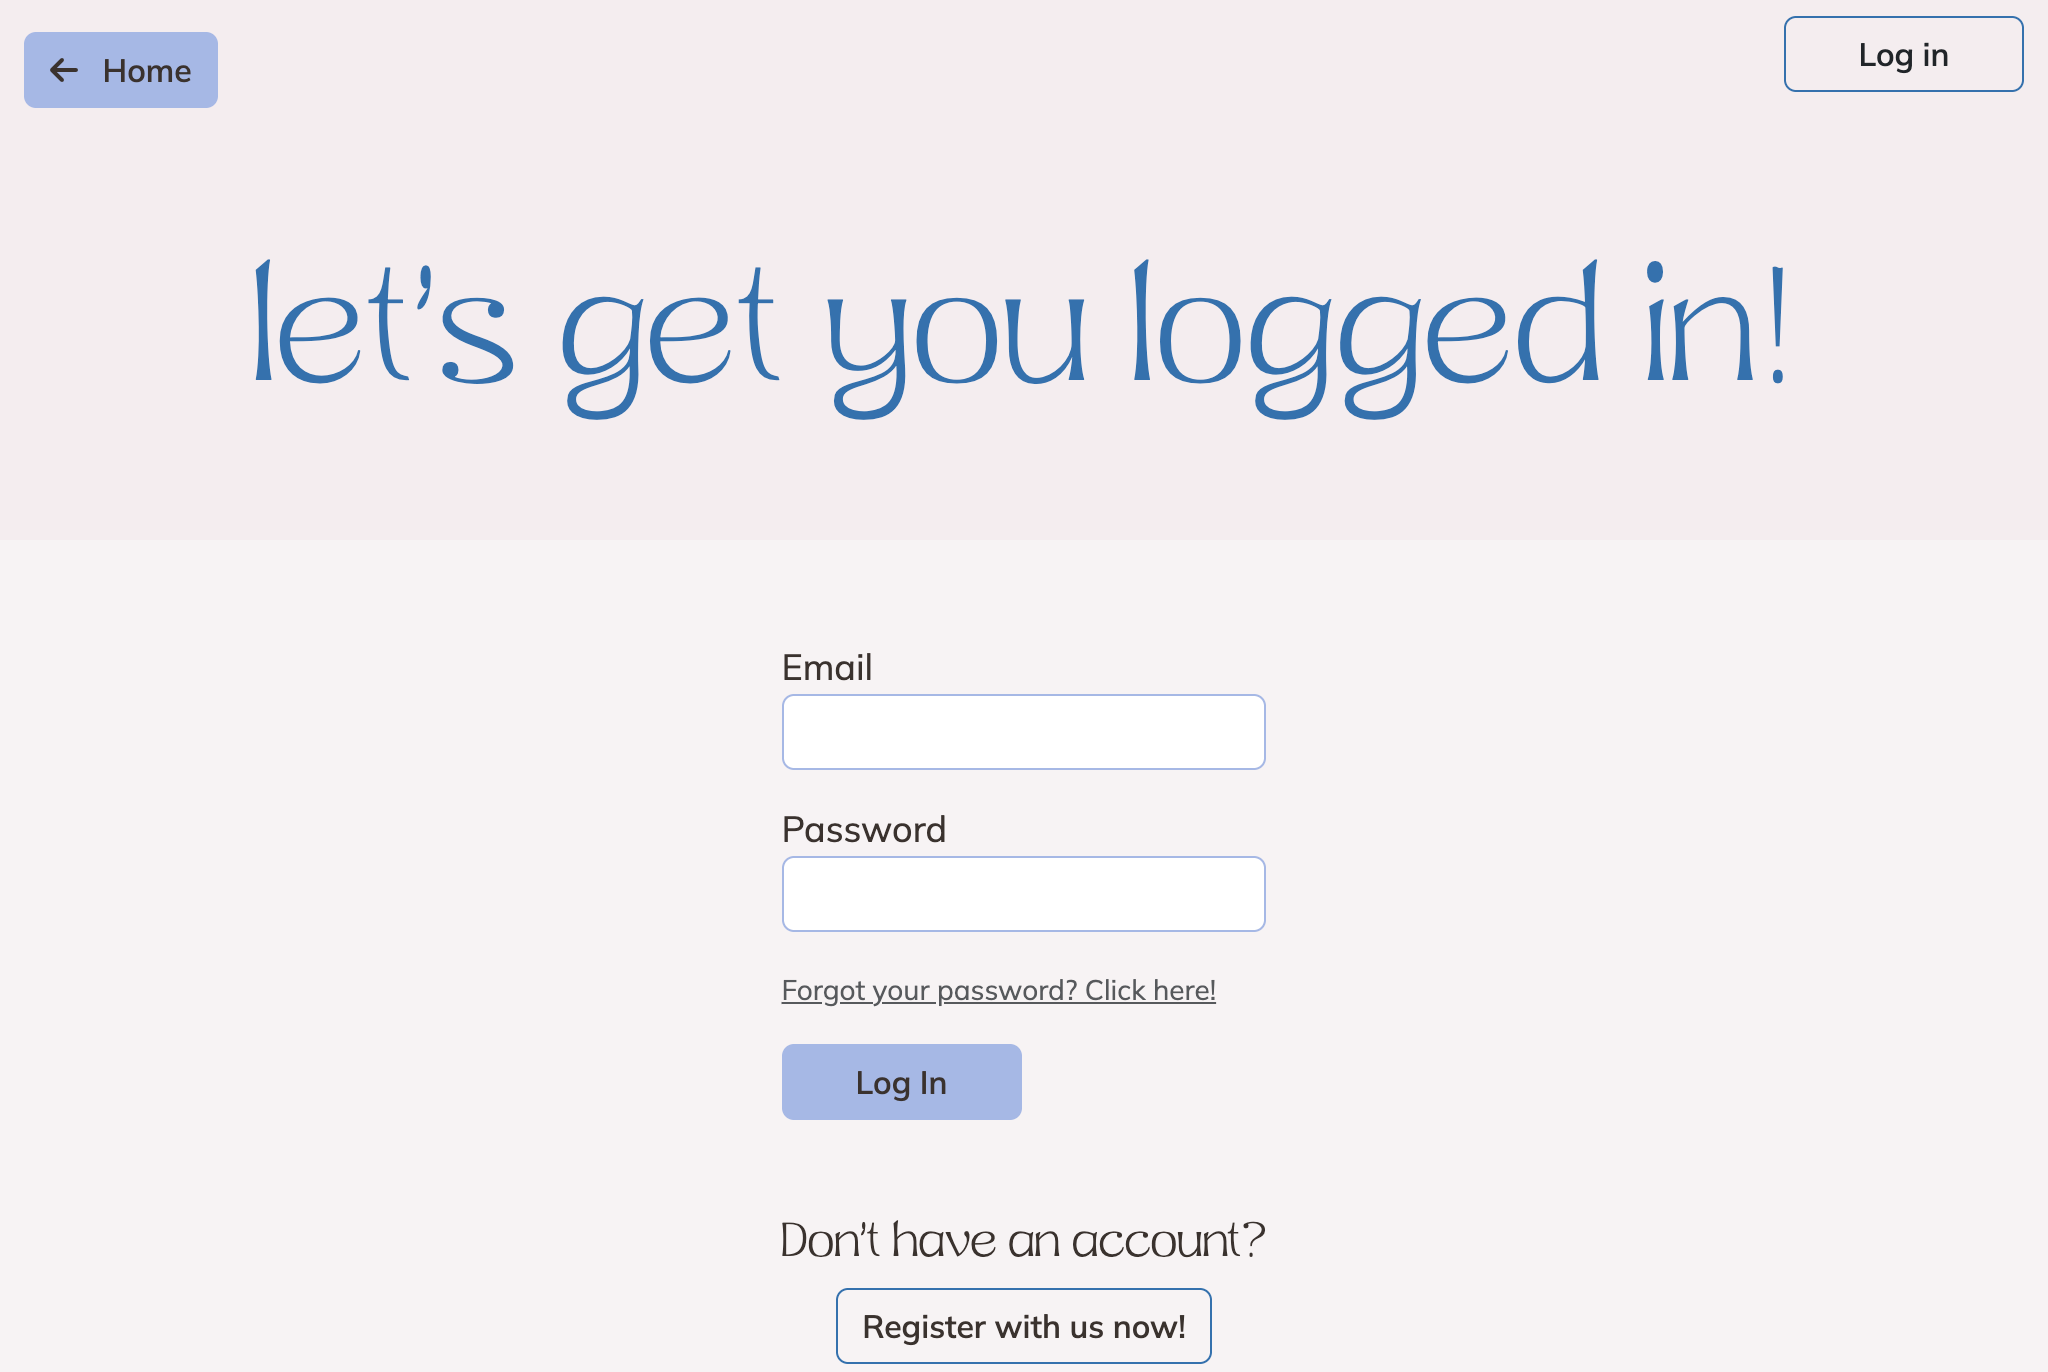 Home
Log in
let's get you logged in!
Email
Password
Forgot your password? Click here!
Log In
Don't have an account?
Register with us now!